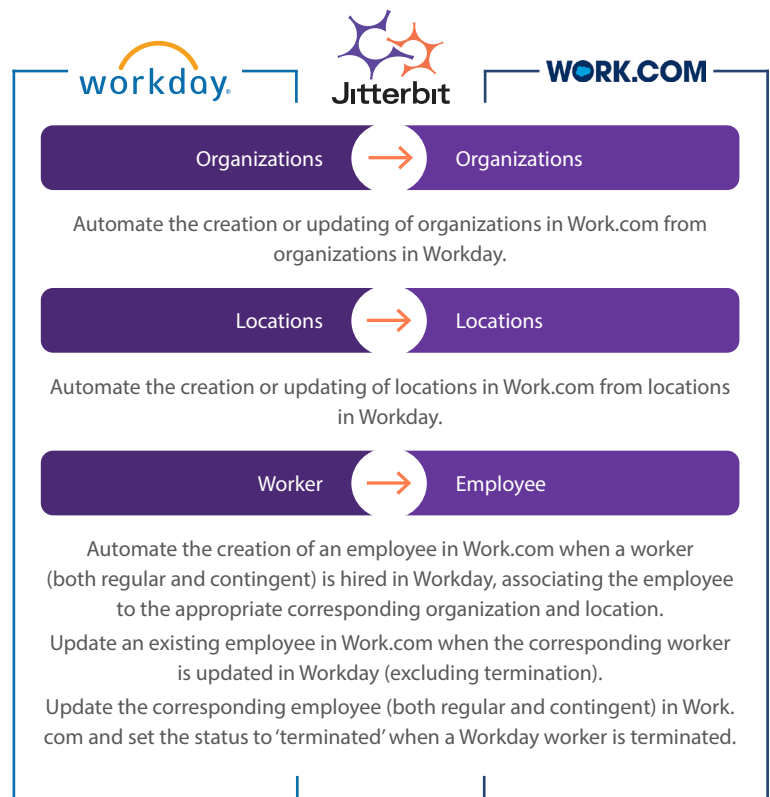 workday.
Jitterbit
WORK.COM
Organizations Organizations
Automate the creation or updating of organizations in Work.com from
organizations in Workday.
Locations Locations
Automate the creation or updating of locations in Work.com from locations
in Workday.
Worker Employee
Automate the creation of an employee in Work.com when a worker
(both regular and contingent) is hired in Workday, associating the employee
to the appropriate corresponding organization and location.
Update an existing employee in Work.com when the corresponding worker
is updated in Workday (excluding termination).
Update the corresponding employee (both regular and contingent) in Work.
com and set the status to ‘terminated’ when a Workday worker is terminated.